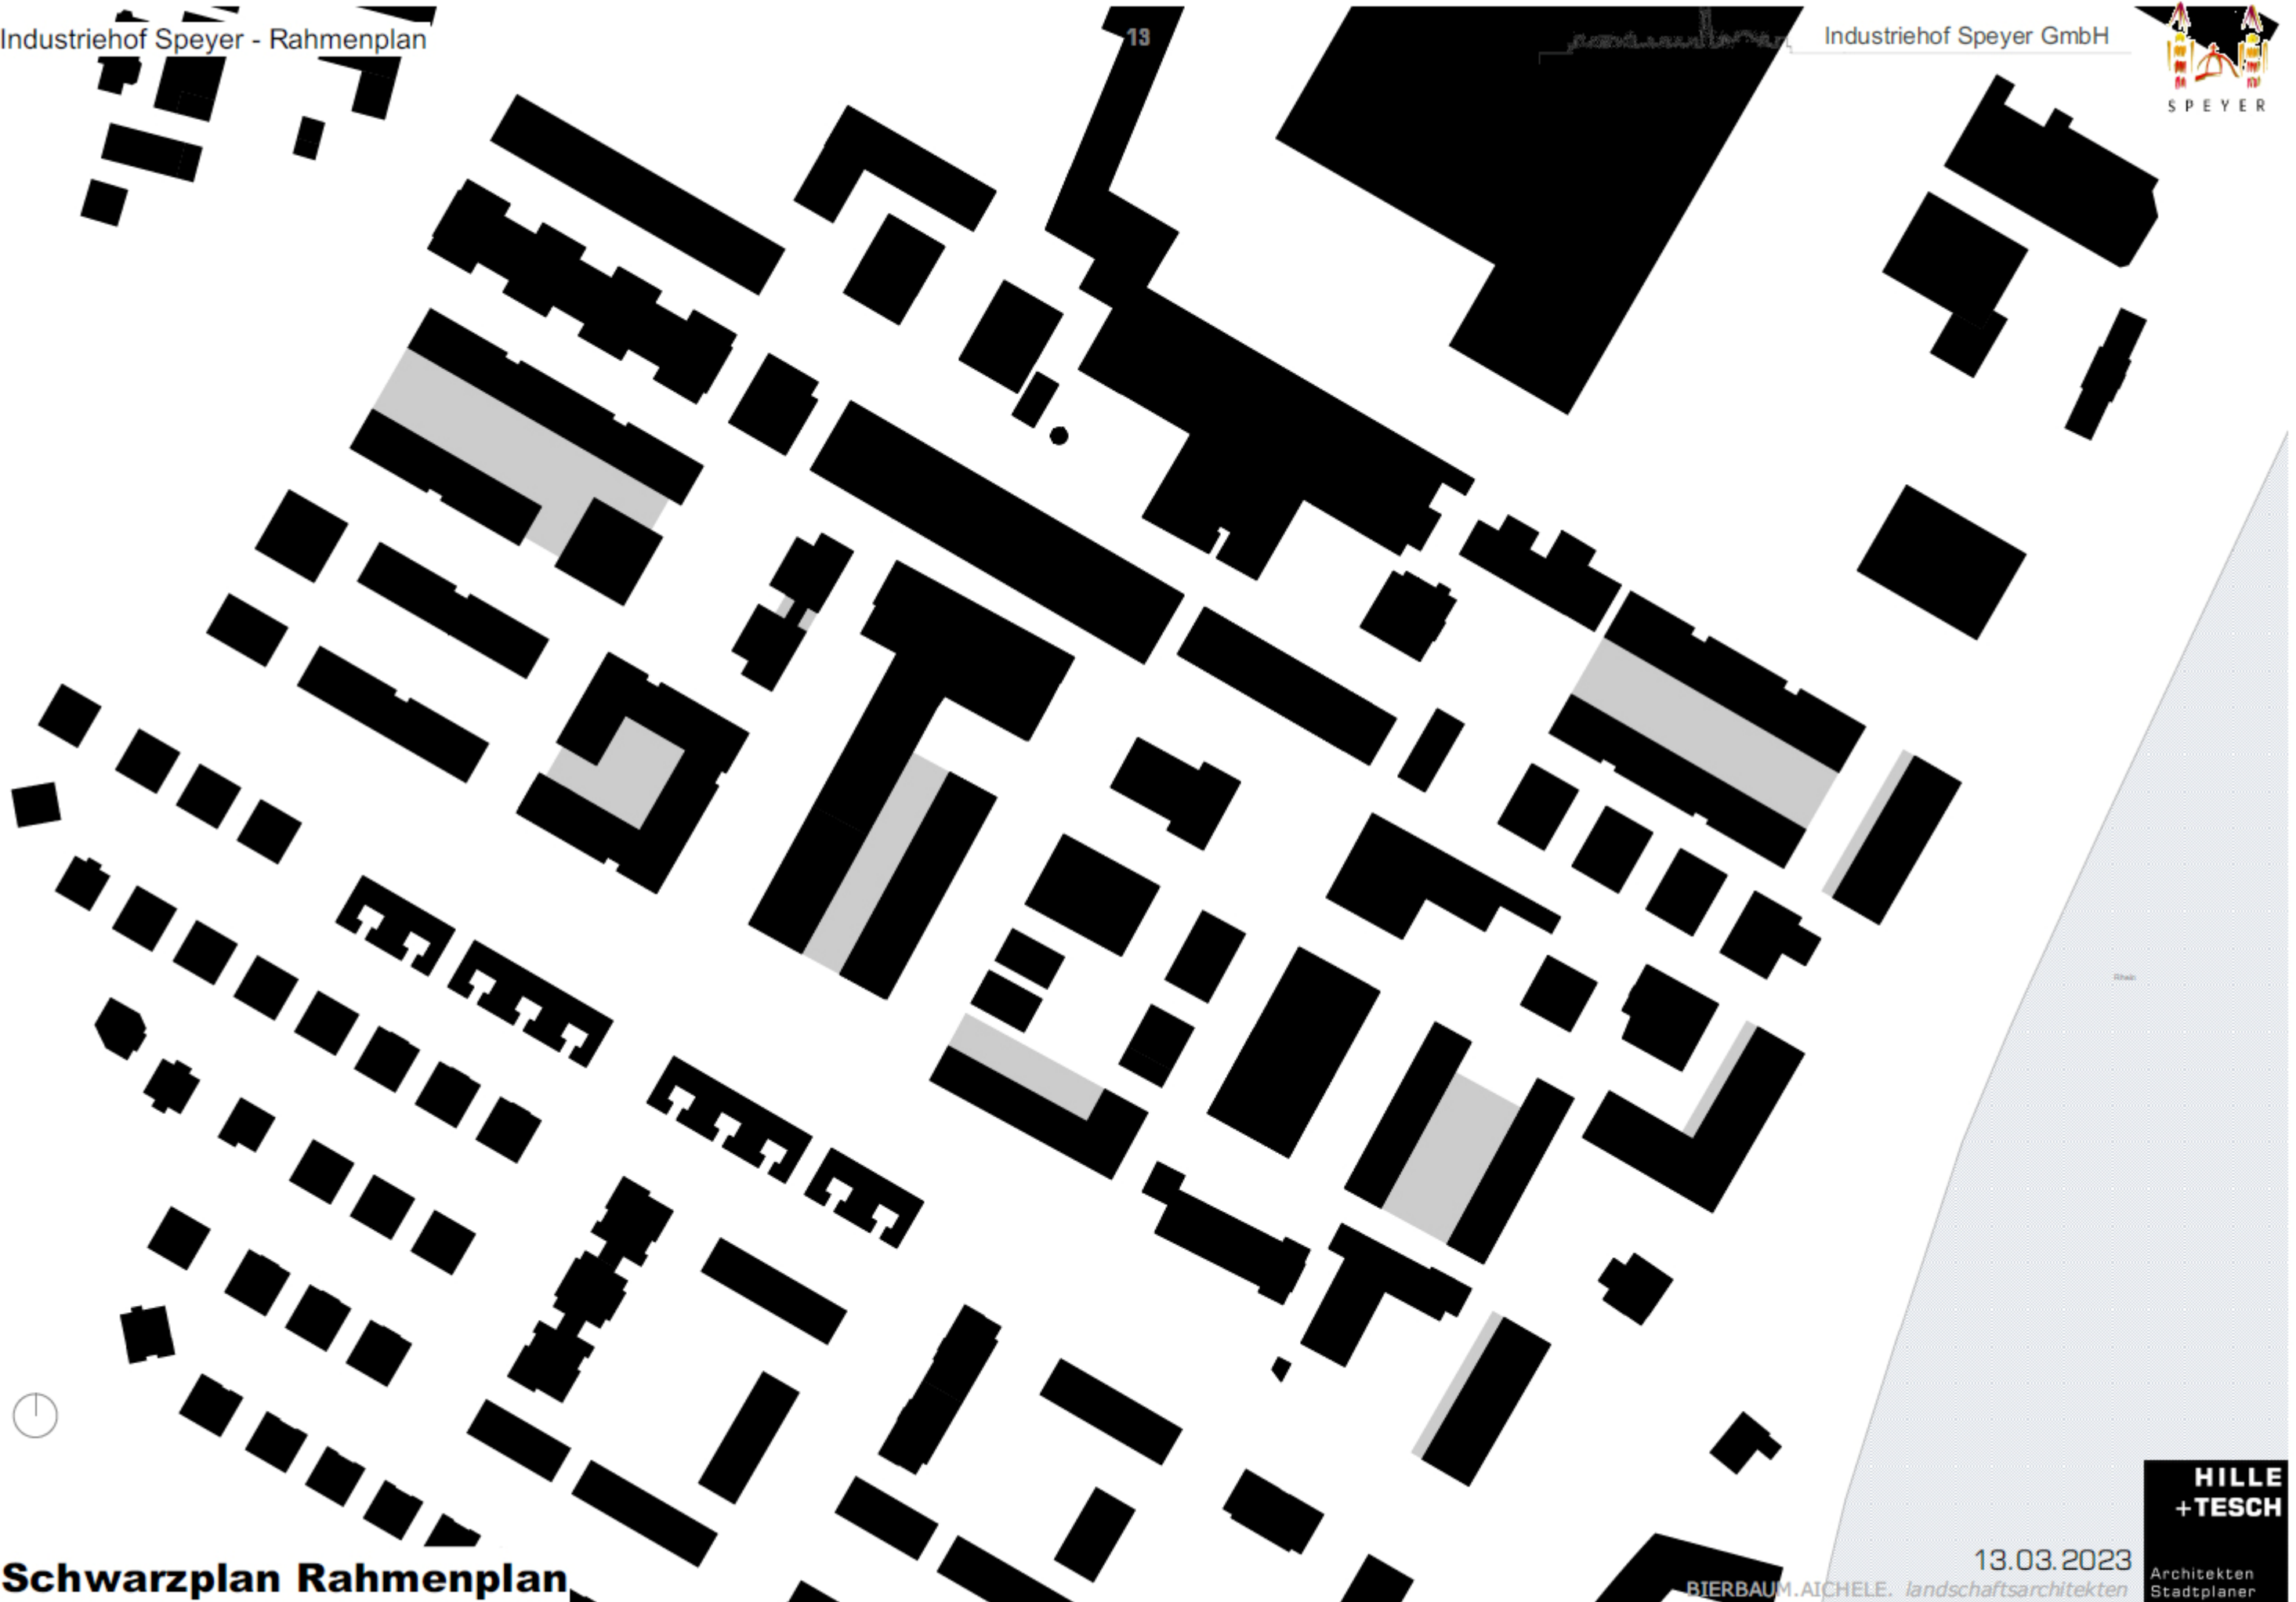 Industriehof Speyer - Rahmenplan
13
Industriehof Speyer GmbH
SPEYER
Rhein
HILLE
+TESCH
Architekten
Stadtplaner
13.03.2023
BIERBAUM.AICHELE. landschaftsarchitekten
Schwarzplan Rahmenplan